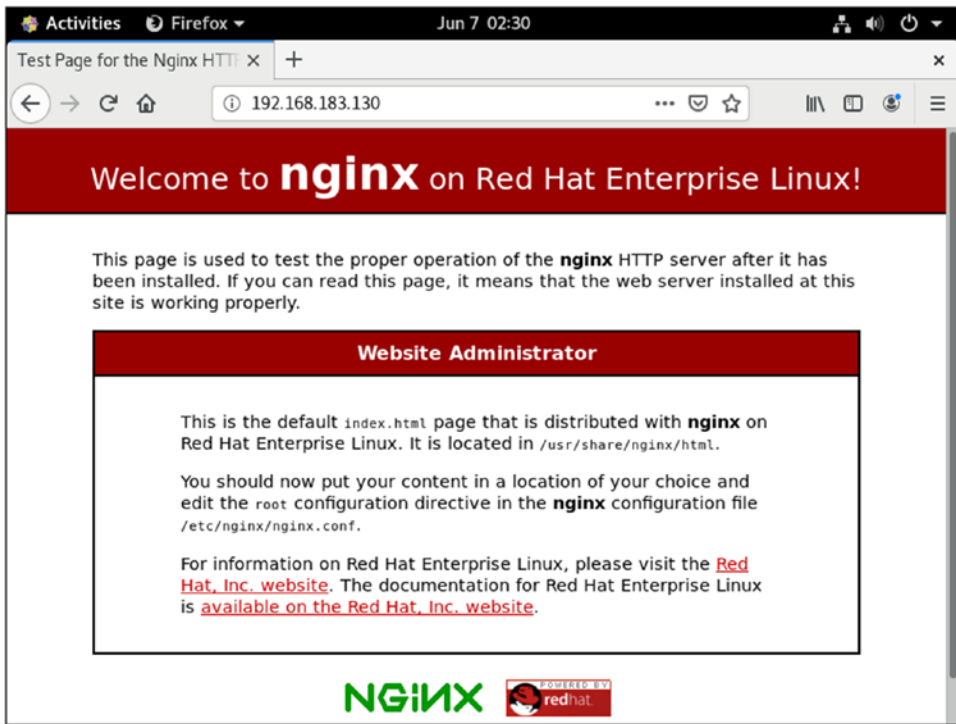 Activities Firefox Jun 7 02:30
Test Page for the Nginx HTT
192.168.183.130
Welcome to nginx on Red Hat Enterprise Linux!
This page is used to test the proper operation of the nginx HTTP server after it has
been installed. If you can read this page, it means that the web server installed at this
site is working properly.
Website Administrator
This is the default index.html page that is distributed with nginx on
Red Hat Enterprise Linux. It is located in /usr/share/nginx/html.
You should now put your content in a location of your choice and
edit the root configuration directive in the nginx configuration file
/etc/nginx/nginx.conf.
For information on Red Hat Enterprise Linux, please visit the Red
Hat, Inc. website. The documentation for Red Hat Enterprise Linux
is available on the Red Hat, Inc. website.
NGINX POWERED BY
redhat.